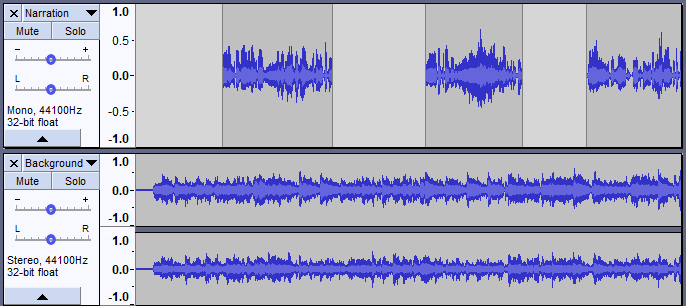 × Narration ▼
Mute Solo
- +
L R
Mono, 44100Hz
32-bit float
1.0
0.5
0.0-
-0.5
-1.0
× Background ▼
Mute Solo
- +
L R
Stereo, 44100Hz
32-bit float
1.0
0.0-
-1.0
1.0
0.0-
-1.0